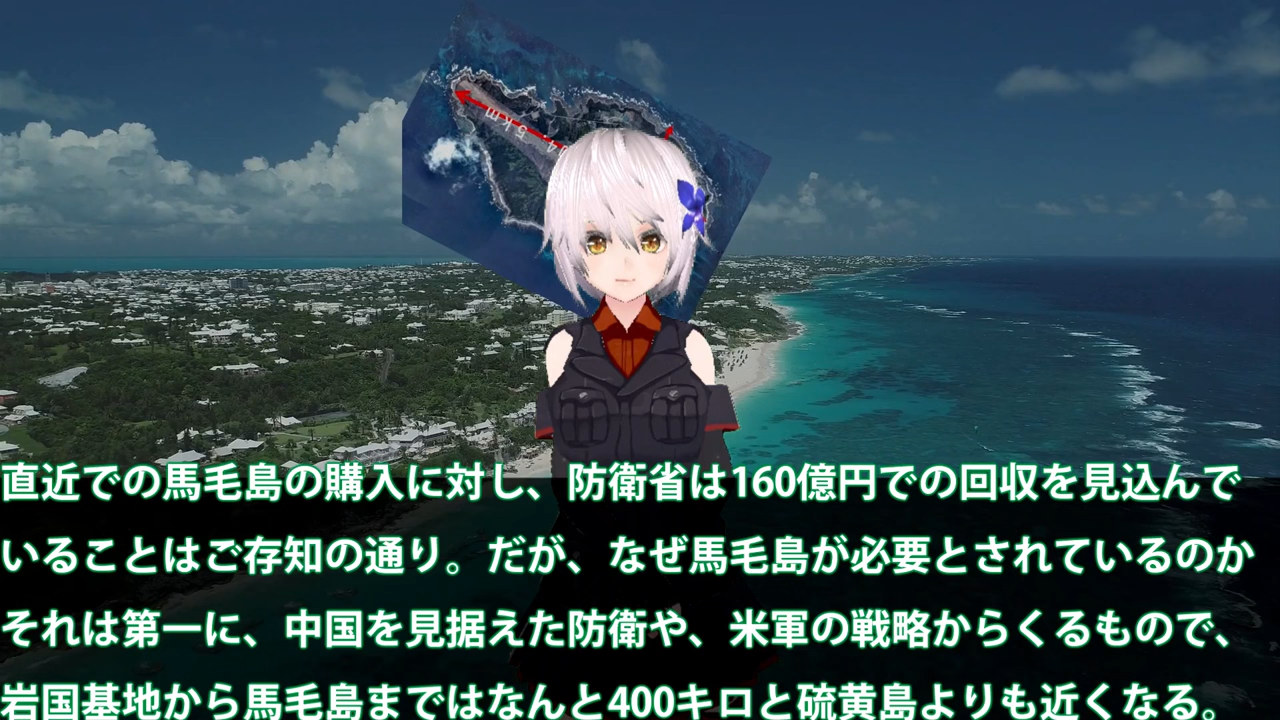 4.5km
直近での馬毛島の購入に対し、防衛省は160億円での回収を見込んで
いることはご存知の通り。だが、なぜ馬毛島が必要とされているのか
それは第一に、中国を見据えた防衛や、米軍の戦略からくるもので、
岩国基地から馬毛島まではなんと400キロと硫黄島よりも近くなる。